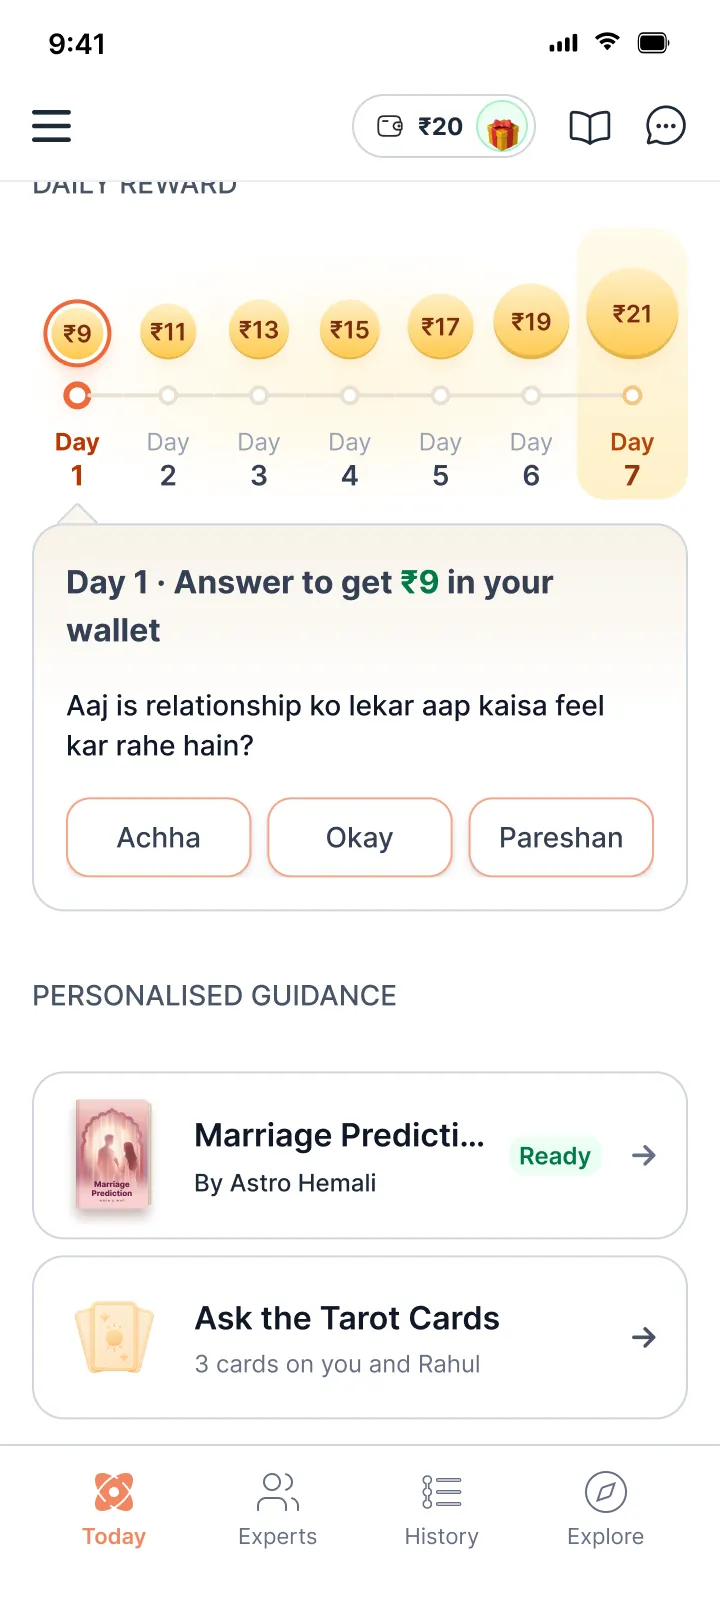 9:41
₹20
DAILY REWARD
₹9 ₹11 ₹13 ₹15 ₹17 ₹19 ₹21
Day Day Day Day Day Day Day
1 2 3 4 5 6 7
Day 1 · Answer to get ₹9 in your
wallet
Aaj is relationship ko lekar aap kaisa feel
kar rahe hain?
Achha Okay Pareshan
PERSONALISED GUIDANCE
Marriage Predicti...
Ready
By Astro Hemali
Marriage
Prediction
Ask the Tarot Cards
3 cards on you and Rahul
Today Experts History Explore